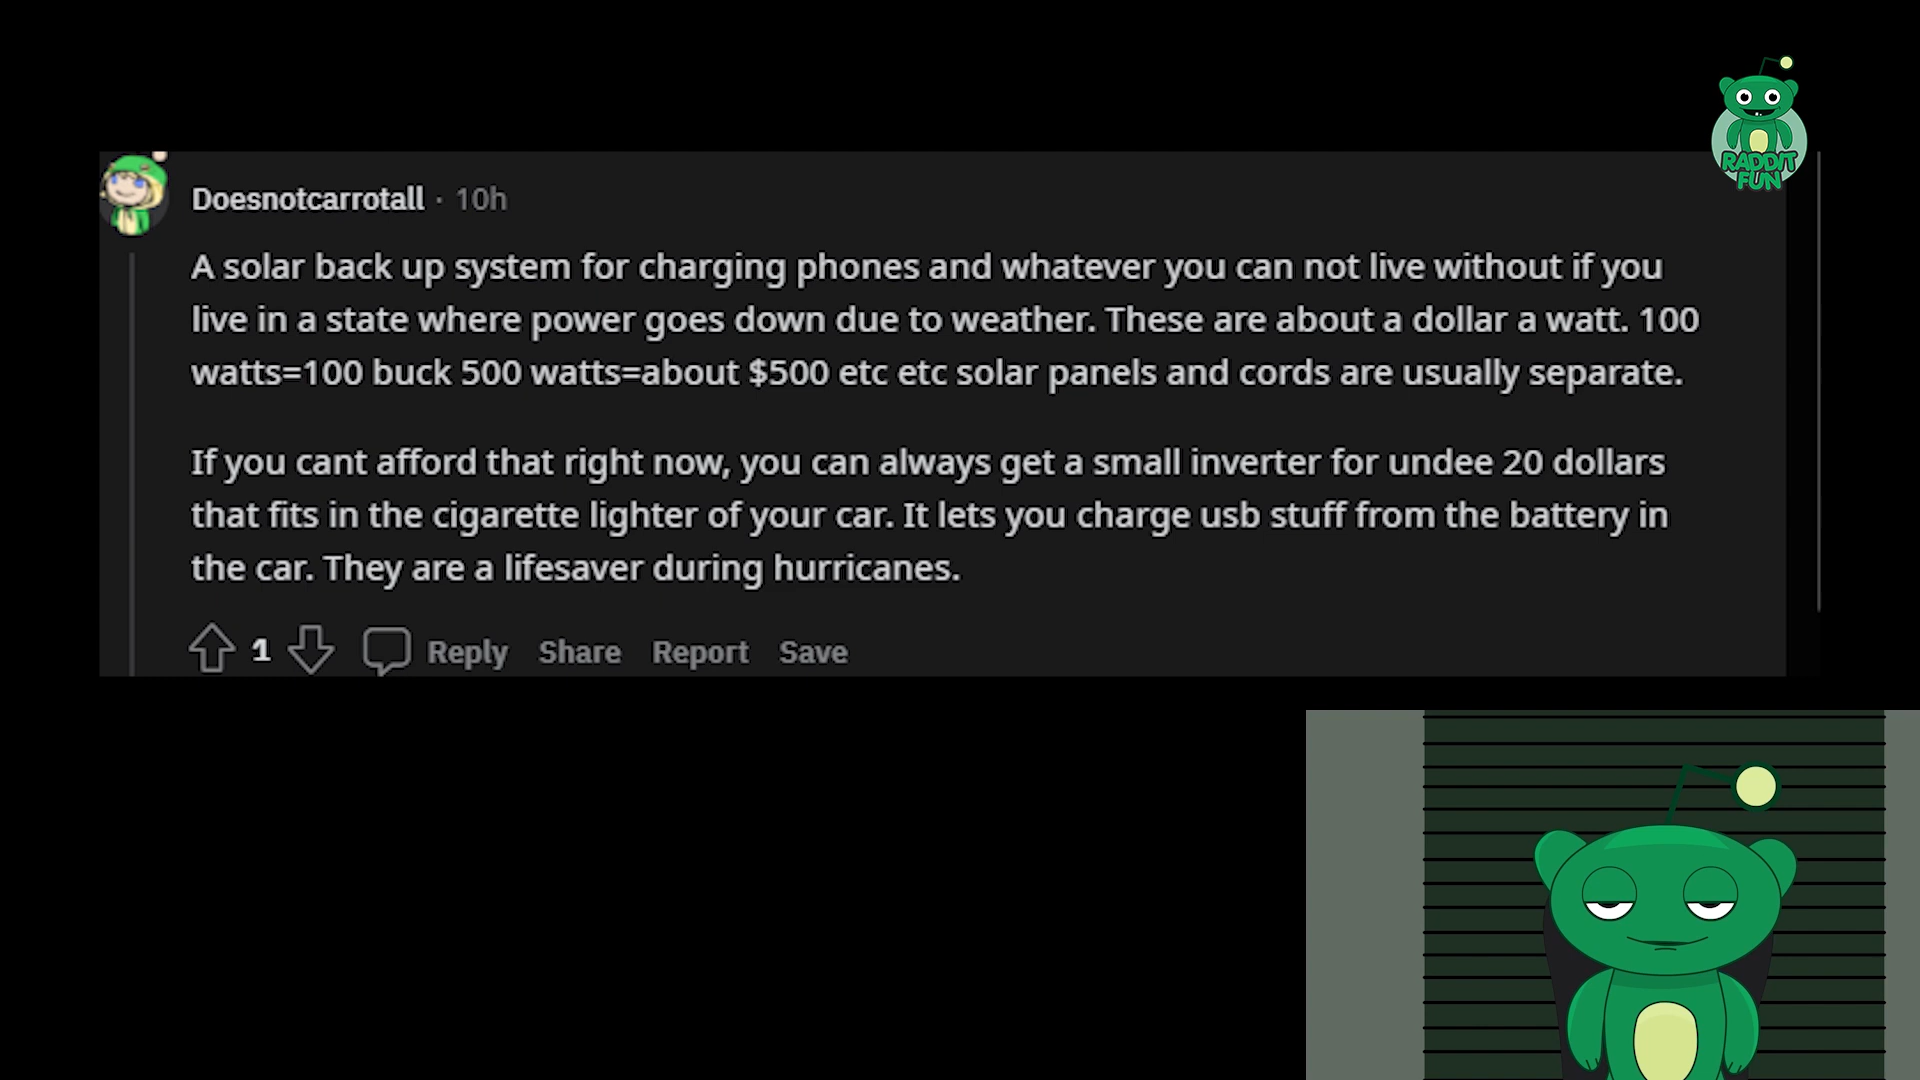 RADDIT
FUN
Doesnotcarrotall · 10h
A solar back up system for charging phones and whatever you can not live without if you
live in a state where power goes down due to weather. These are about a dollar a watt. 100
watts=100 buck 500 watts=about $500 etc etc solar panels and cords are usually separate.
If you cant afford that right now, you can always get a small inverter for undee 20 dollars
that fits in the cigarette lighter of your car. It lets you charge usb stuff from the battery in
the car. They are a lifesaver during hurricanes.
1 Reply Share Report Save